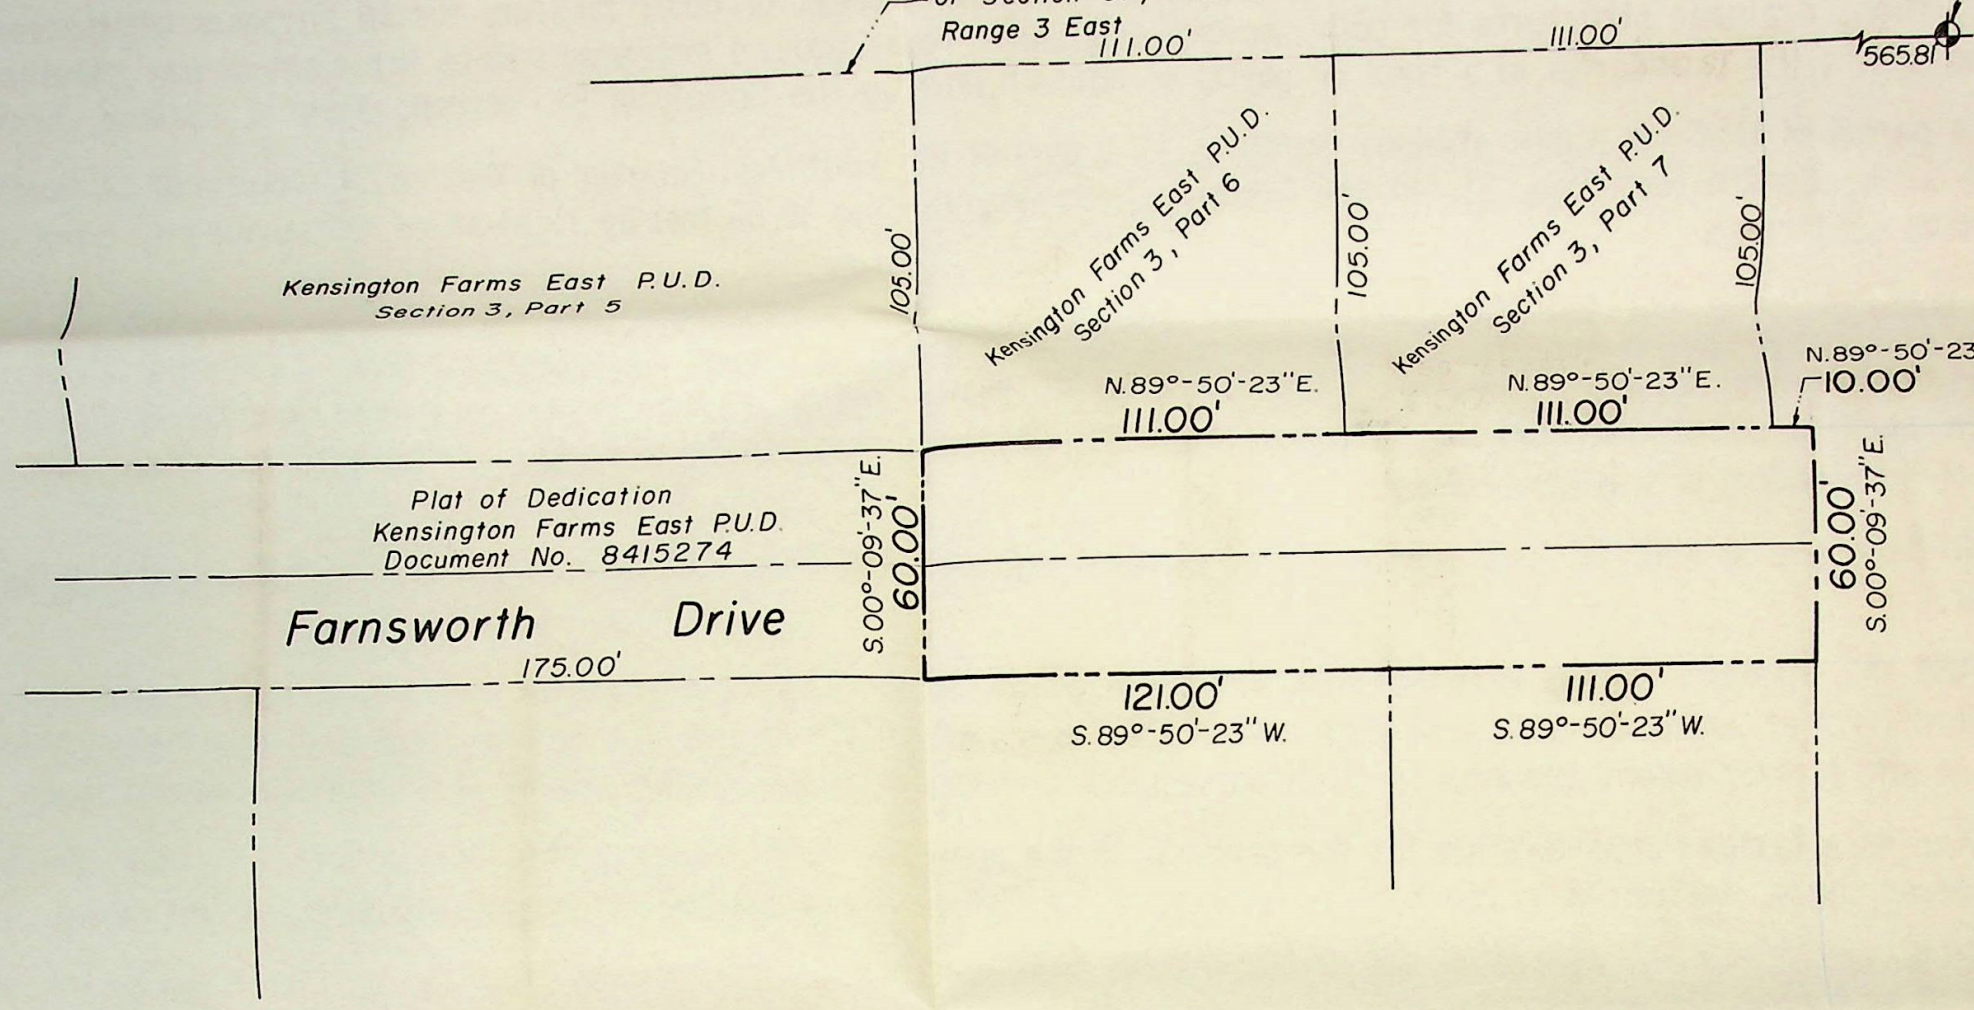 Range 3 East
111.00'
111.00'
565.81
105.00'
105.00'
105.00'
Kensington Farms East P.U.D.
Section 3, Part 5
Kensington Farms East P.U.D.
Section 3, Part 6
Kensington Farms East P.U.D.
Section 3, Part 7
N.89°-50'-23"E.
111.00'
N.89°-50'-23"E.
111.00'
N.89°-50'-23
10.00'
Plat of Dedication
Kensington Farms East P.U.D.
Document No. 8415274
S.00°-09'-37"E.
60.00'
60.00'
S.00°-09'-37"E.
Farnsworth Drive
175.00'
121.00'
S.89°-50'-23"W.
111.00'
S.89°-50'-23"W.